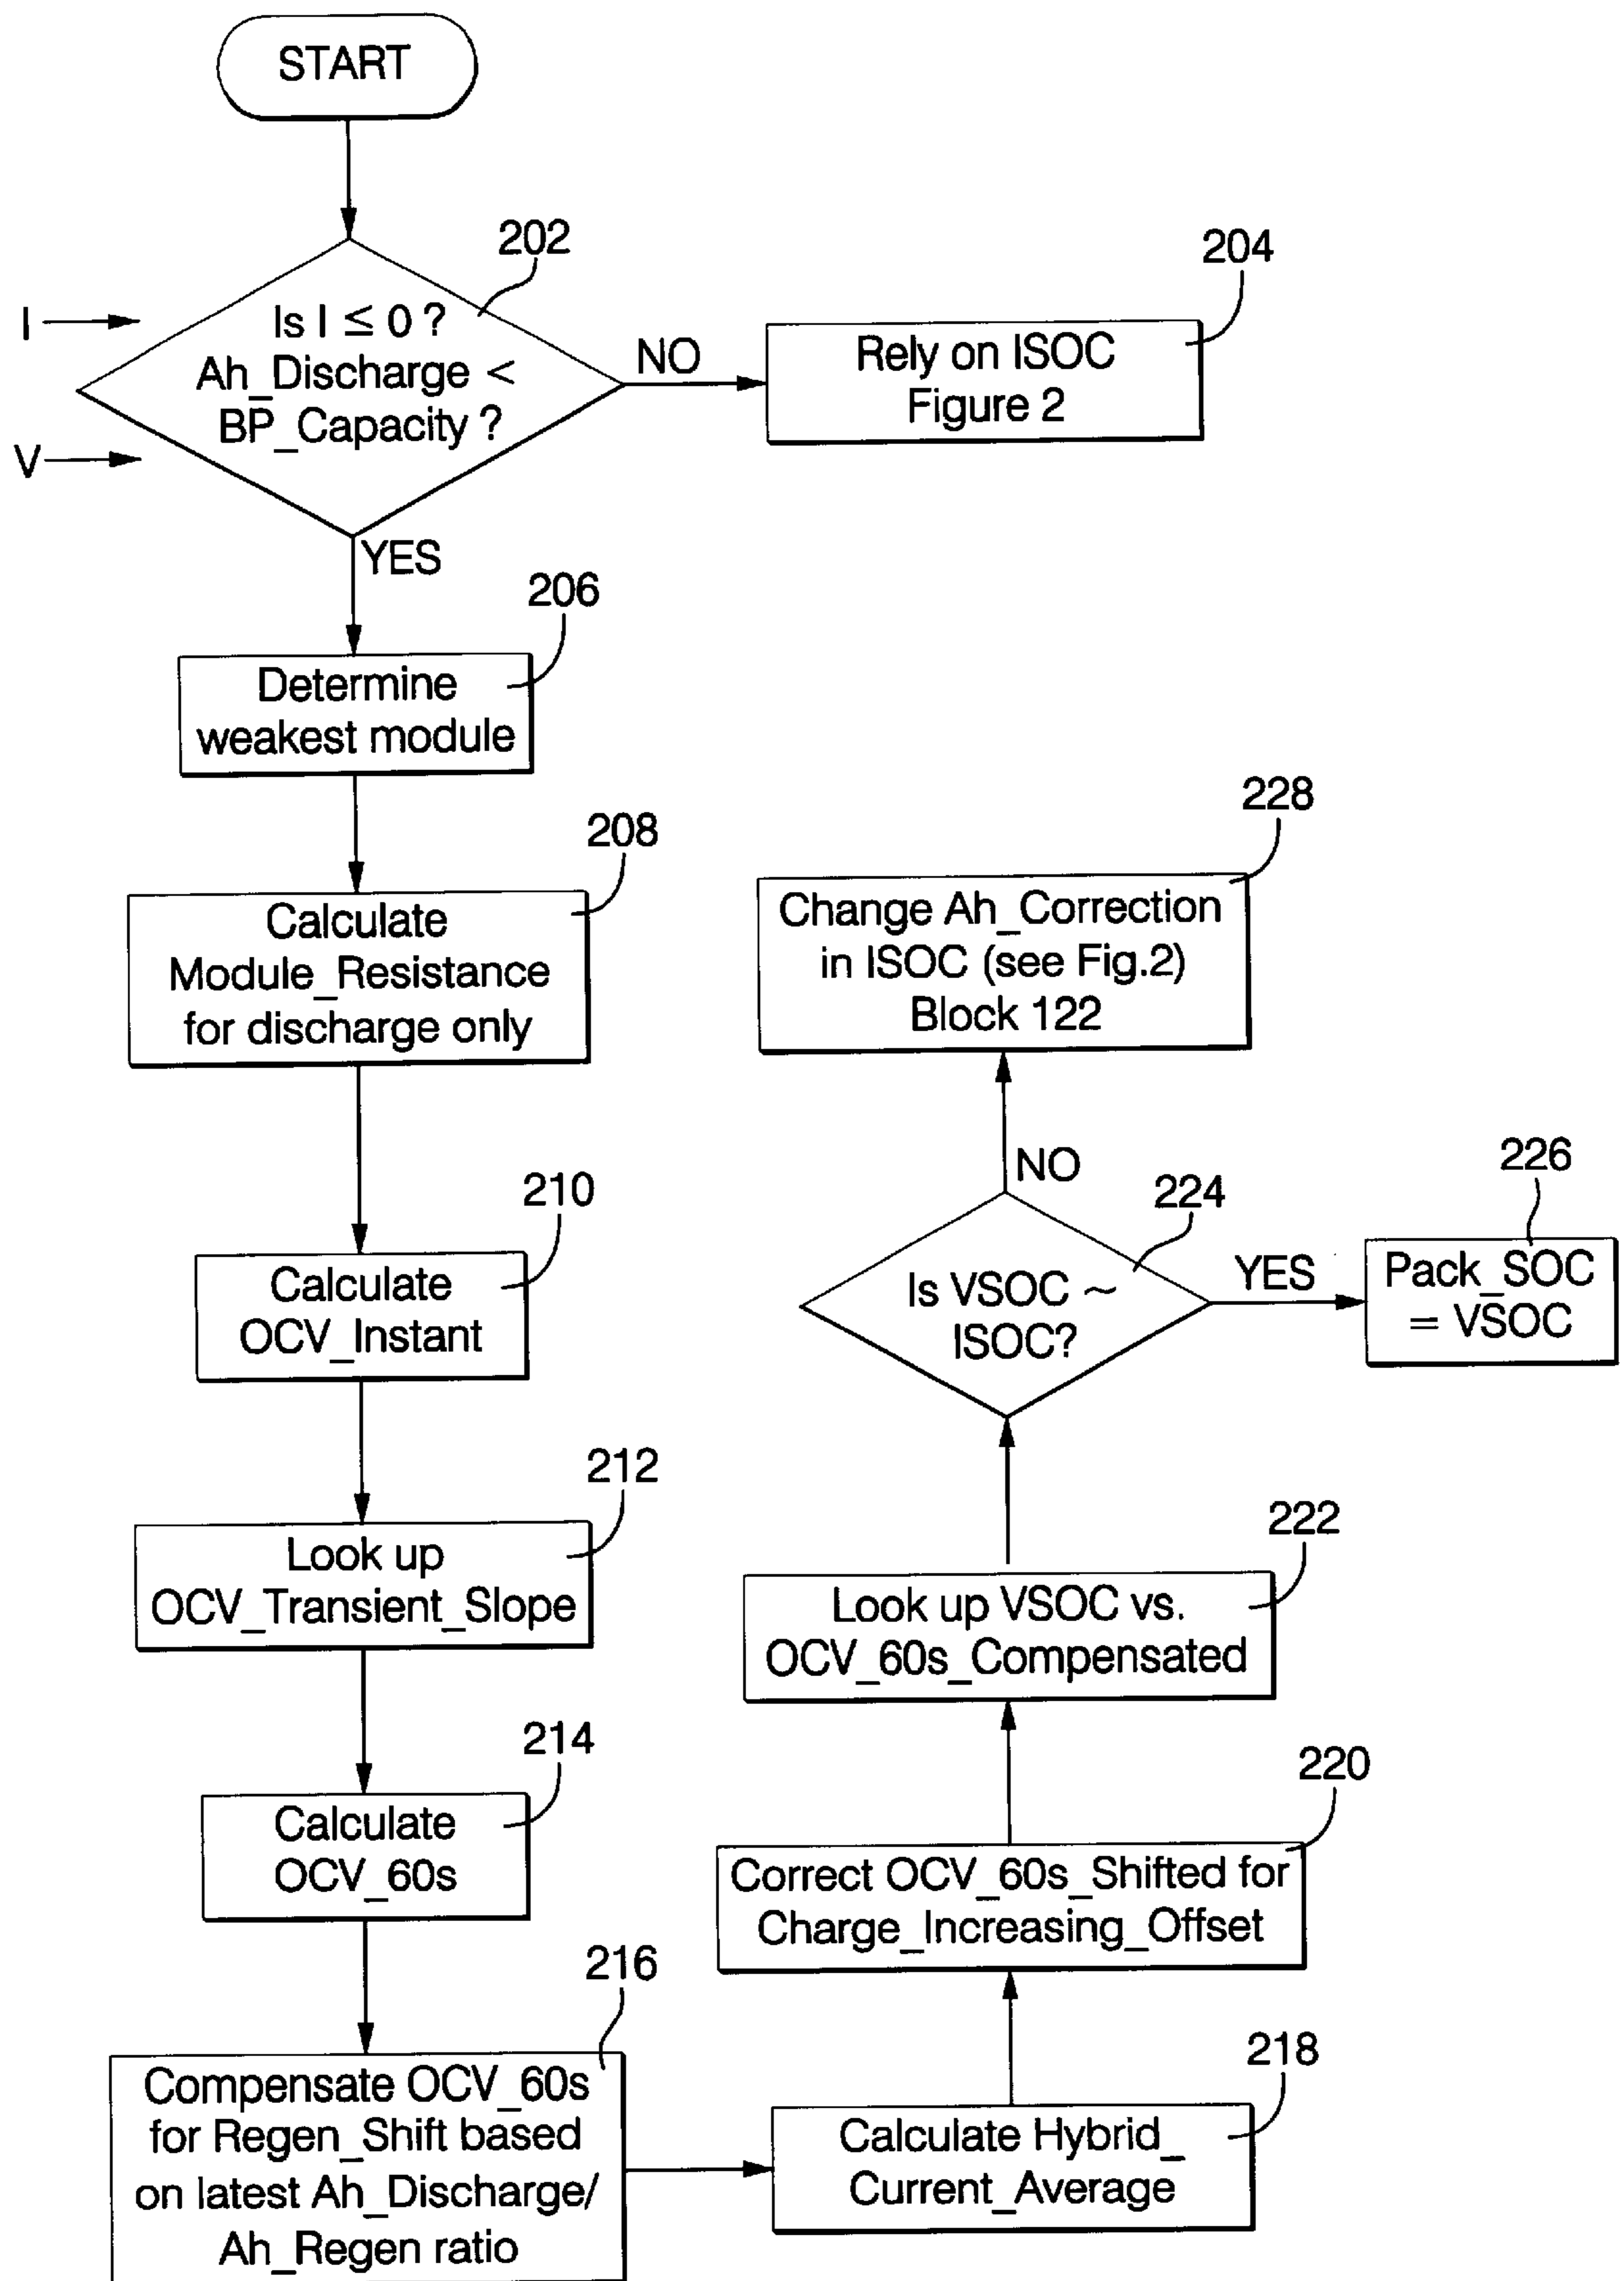 START
202
I
V
Is I ≤ 0 ?
Ah_Discharge <
BP_Capacity ?
NO
204
Rely on ISOC
Figure 2
YES
206
Determine
weakest module
208
Calculate
Module_Resistance
for discharge only
210
Calculate
OCV_Instant
212
Look up
OCV_Transient_Slope
214
Calculate
OCV_60s
216
Compensate OCV_60s
for Regen_Shift based
on latest Ah_Discharge/
Ah_Regen ratio
218
Calculate Hybrid_
Current_Average
220
Correct OCV_60s_Shifted for
Charge_Increasing_Offset
222
Look up VSOC vs.
OCV_60s_Compensated
224
Is VSOC ~
ISOC?
YES
226
Pack_SOC
= VSOC
NO
228
Change Ah_Correction
in ISOC (see Fig.2)
Block 122